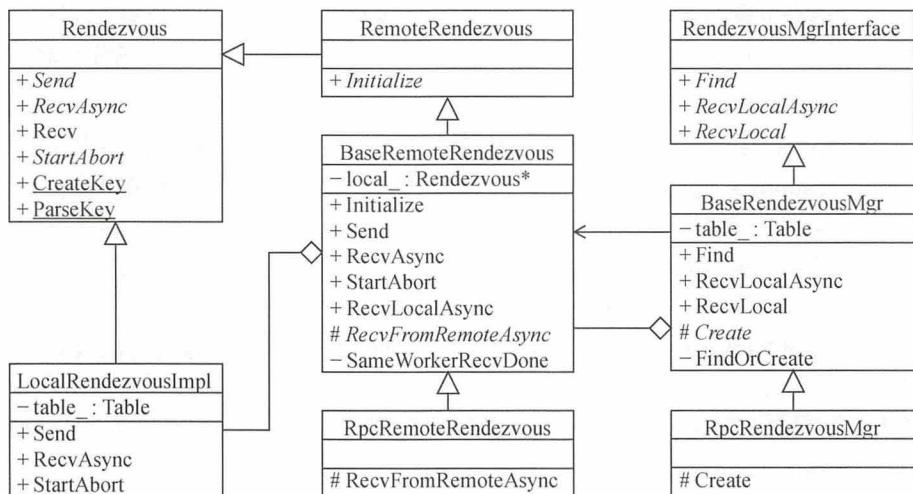 Rendezvous
+ Send
+ RecvAsync
+ Recv
+ StartAbort
+ CreateKey
+ ParseKey
RemoteRendezvous
+ Initialize
RendezvousMgrInterface
+ Find
+ RecvLocalAsync
+ RecvLocal
BaseRemoteRendezvous
− local_ : Rendezvous*
+ Initialize
+ Send
+ RecvAsync
+ StartAbort
+ RecvLocalAsync
# RecvFromRemoteAsync
− SameWorkerRecvDone
BaseRendezvousMgr
− table_ : Table
+ Find
+ RecvLocalAsync
+ RecvLocal
# Create
− FindOrCreate
LocalRendezvousImpl
− table_ : Table
+ Send
+ RecvAsync
+ StartAbort
RpcRemoteRendezvous
# RecvFromRemoteAsync
RpcRendezvousMgr
# Create